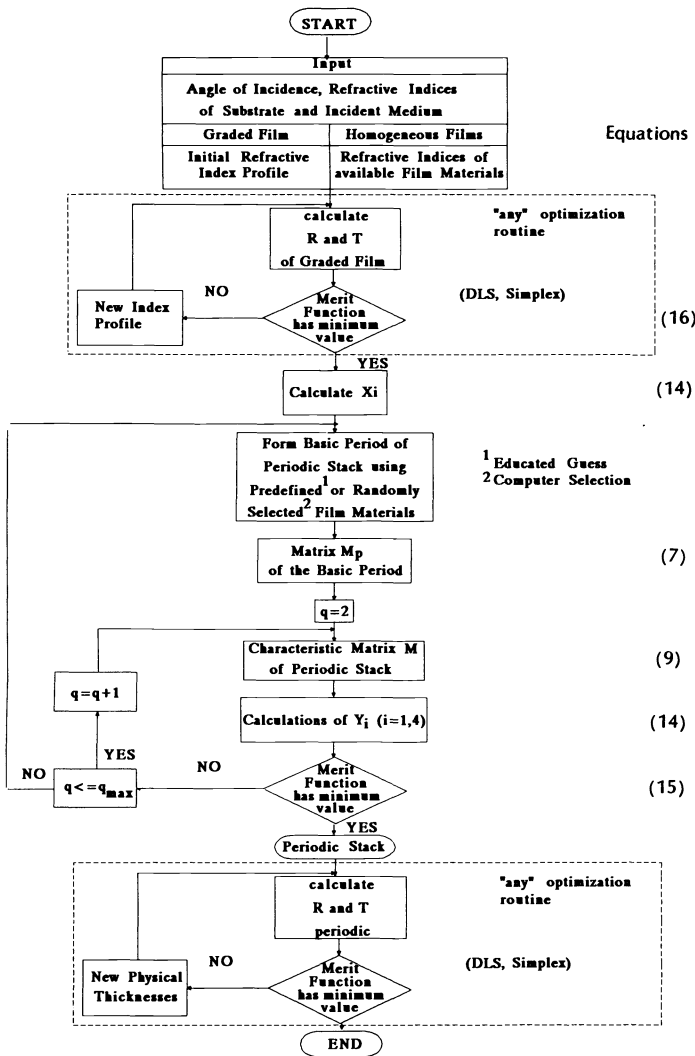 START
Input
Angle of Incidence, Refractive Indices
of Substrate and Incident Medium
Graded Film
Homogeneous Films
Equations
Initial Refractive
Index Profile
Refractive Indices of
available Film Materials
calculate
R and T
of Graded Film
"any" optimization
routine
NO
New Index
Profile
Merit
Function
has minimum
value
(DLS, Simplex)
(16)
YES
Calculate Xi
(14)
Form Basic Period of
Periodic Stack using
Predefined1 or Randomly
Selected2 Film Materials
1 Educated Guess
2 Computer Selection
Matrix Mp
of the Basic Period
(7)
q=2
Characteristic Matrix M
of Periodic Stack
(9)
q=q+1
Calculations of Yi (i=1,4)
(14)
YES
NO
q<=qmax
NO
Merit
Function
has minimum
value
(15)
YES
Periodic Stack
calculate
R and T
periodic
"any" optimization
routine
NO
New Physical
Thicknesses
Merit
Function
has minimum
value
(DLS, Simplex)
END